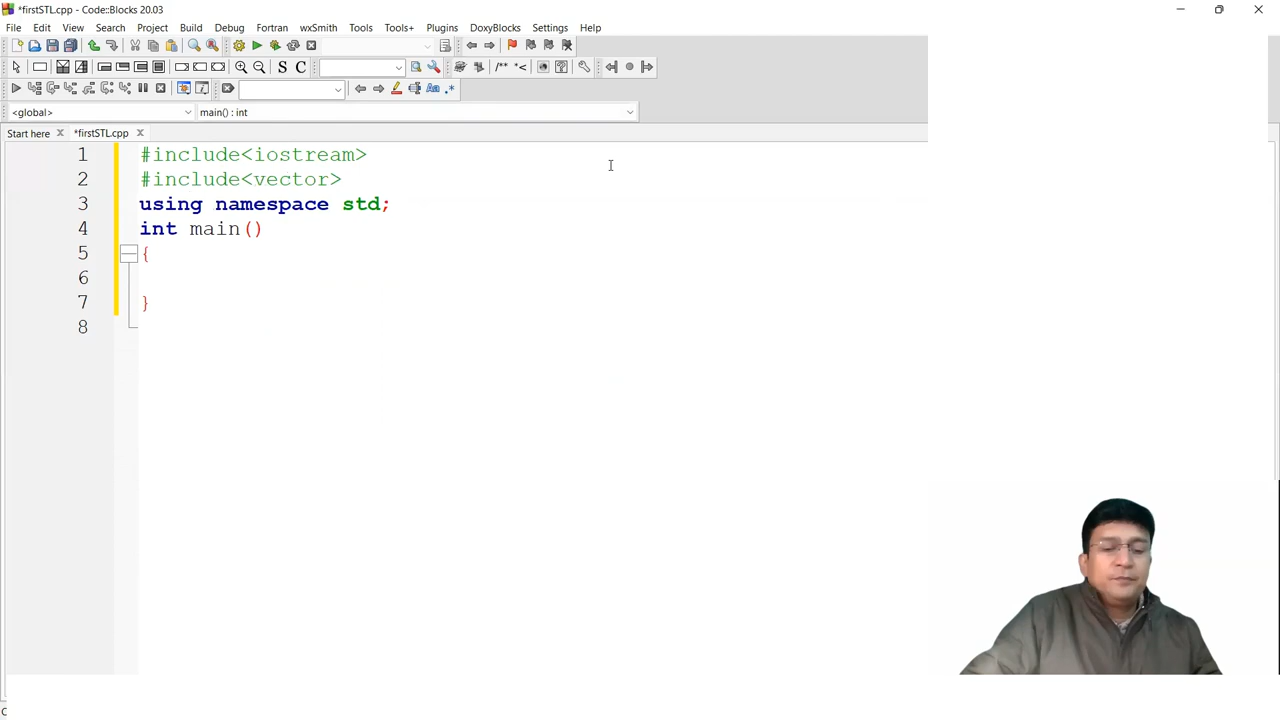 *firstSTL.cpp - Code::Blocks 20.03
File Edit View Search Project Build Debug Fortran wxSmith Tools Tools+ Plugins DoxyBlocks Settings Help
S C /** *<
Aa .*
<global> main() : int
Start here *firstSTL.cpp
1 #include<iostream>
2 #include<vector>
3 using namespace std;
4 int main()
5 {
6
7 }
8
C